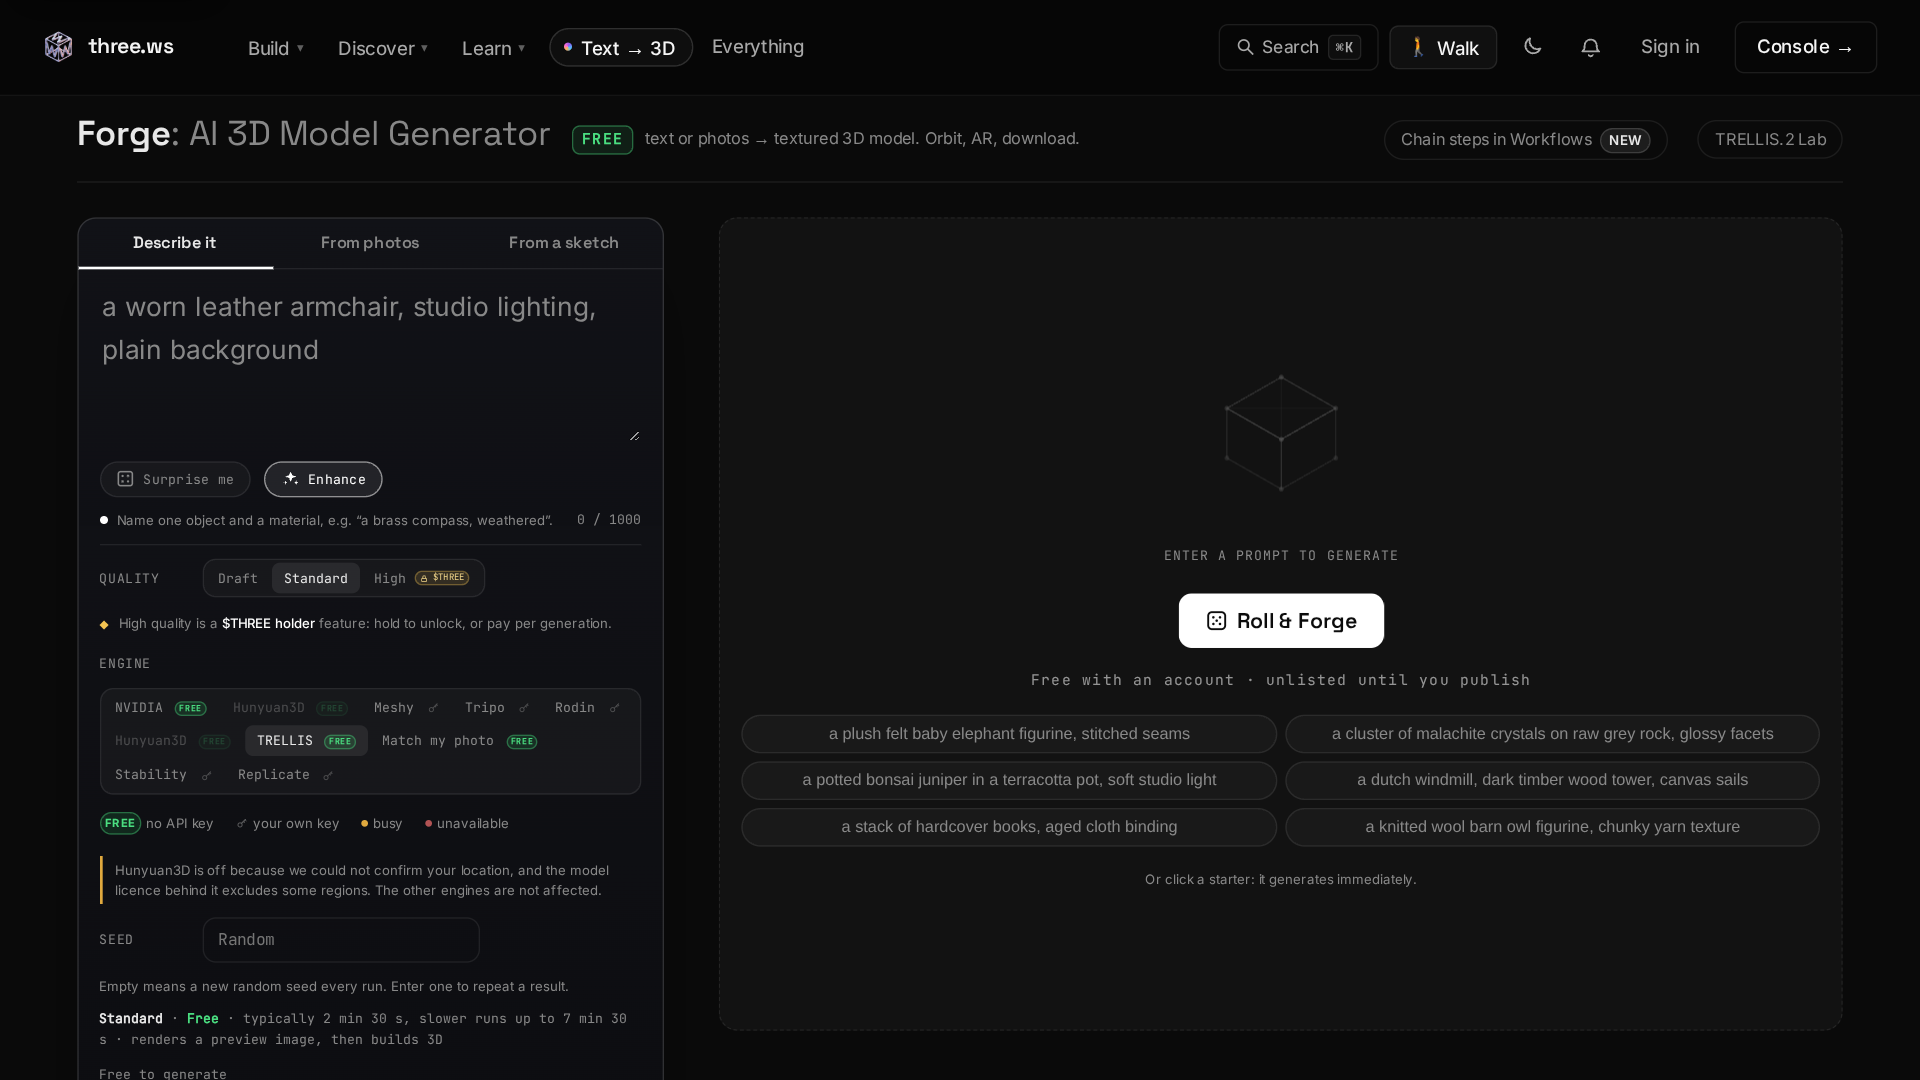 three.ws
Build ▾
Discover ▾
Learn ▾
Text → 3D
Everything
Search ⌘K
Walk
Sign in
Console →
Forge: AI 3D Model Generator
FREE
text or photos → textured 3D model. Orbit, AR, download.
Chain steps in Workflows NEW
TRELLIS.2 Lab
Describe it
From photos
From a sketch
a worn leather armchair, studio lighting,
plain background
Surprise me
Enhance
Name one object and a material, e.g. “a brass compass, weathered”.
0 / 1000
QUALITY
Draft
Standard
High $THREE
High quality is a $THREE holder feature: hold to unlock, or pay per generation.
ENGINE
NVIDIA FREE
Hunyuan3D FREE
Meshy
Tripo
Rodin
Hunyuan3D FREE
TRELLIS FREE
Match my photo FREE
Stability
Replicate
FREE no API key
your own key
busy
unavailable
Hunyuan3D is off because we could not confirm your location, and the model
licence behind it excludes some regions. The other engines are not affected.
SEED
Random
Empty means a new random seed every run. Enter one to repeat a result.
Standard · Free · typically 2 min 30 s, slower runs up to 7 min 30
s · renders a preview image, then builds 3D
Free to generate
ENTER A PROMPT TO GENERATE
Roll & Forge
Free with an account · unlisted until you publish
a plush felt baby elephant figurine, stitched seams
a cluster of malachite crystals on raw grey rock, glossy facets
a potted bonsai juniper in a terracotta pot, soft studio light
a dutch windmill, dark timber wood tower, canvas sails
a stack of hardcover books, aged cloth binding
a knitted wool barn owl figurine, chunky yarn texture
Or click a starter: it generates immediately.